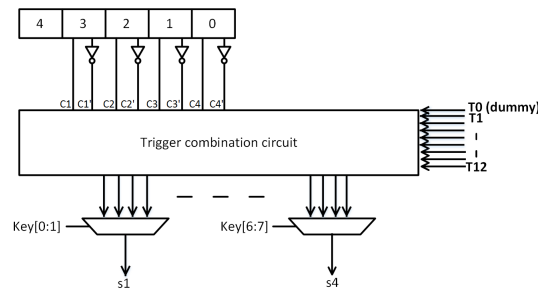 4 3 2 1 0
C1 C1' C2 C2' C3 C3' C4 C4'
T0 (dummy)
T1
Trigger combination circuit
T12
Key[0:1]
Key[6:7]
s1
s4